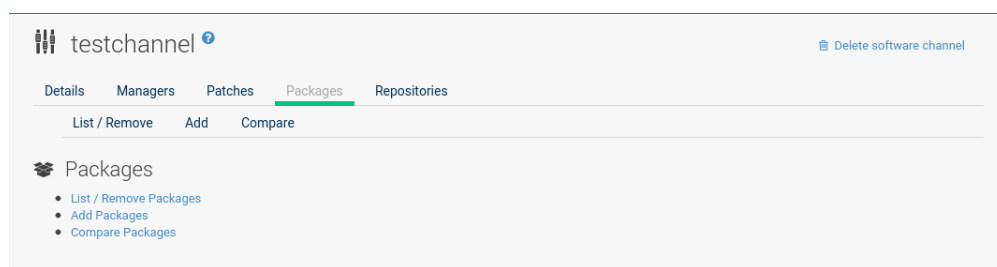 testchannel ?
Delete software channel
Details Managers Patches Packages Repositories
List / Remove Add Compare
Packages
List / Remove Packages
Add Packages
Compare Packages